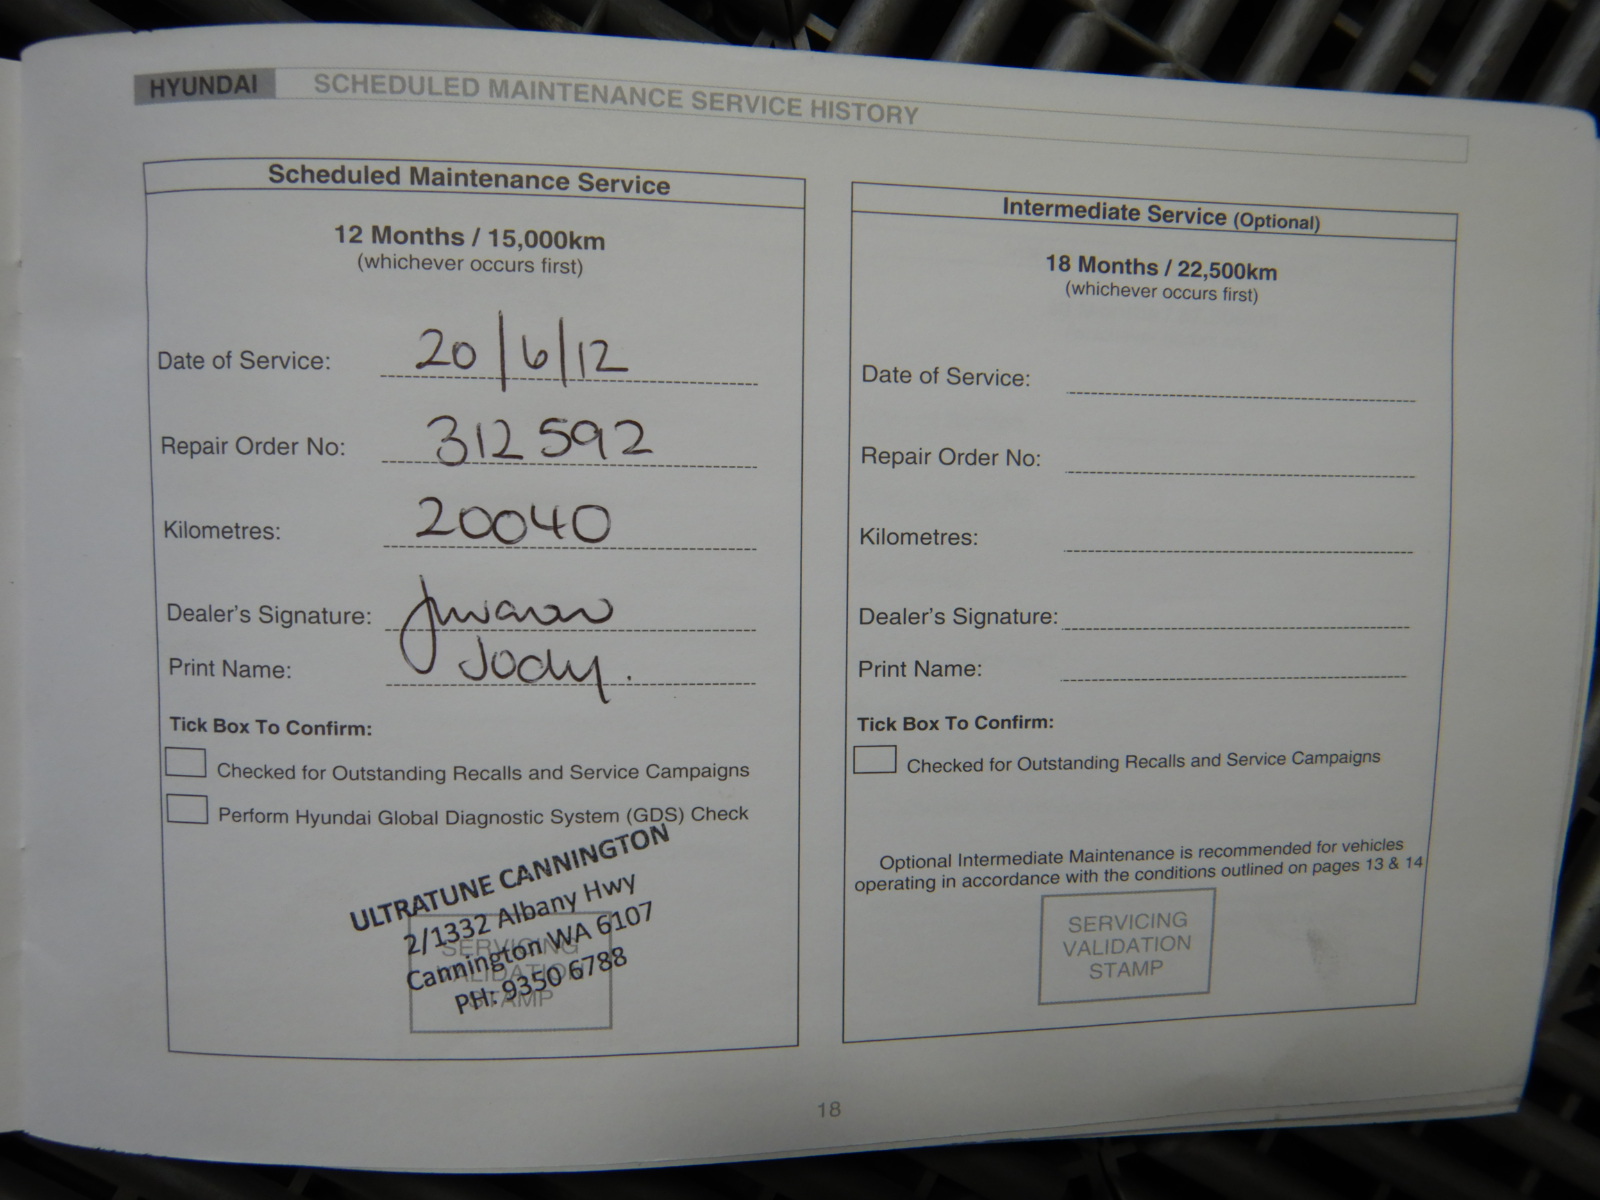 HYUNDAI SCHEDULED MAINTENANCE SERVICE HISTORY
Scheduled Maintenance Service
12 Months / 15,000km
(whichever occurs first)
Date of Service: 20/6/12
Repair Order No: 312592
Kilometres: 20040
Dealer's Signature:
Print Name: Jody.
Tick Box To Confirm:
Checked for Outstanding Recalls and Service Campaigns
Perform Hyundai Global Diagnostic System (GDS) Check
ULTRATUNE CANNINGTON
2/1332 Albany Hwy
Cannington WA 6107
PH: 9350 6788
SERVICING
VALIDATION
STAMP
Intermediate Service (Optional)
18 Months / 22,500km
(whichever occurs first)
Date of Service:
Repair Order No:
Kilometres:
Dealer's Signature:
Print Name:
Tick Box To Confirm:
Checked for Outstanding Recalls and Service Campaigns
Optional Intermediate Maintenance is recommended for vehicles
operating in accordance with the conditions outlined on pages 13 & 14
SERVICING
VALIDATION
STAMP
18